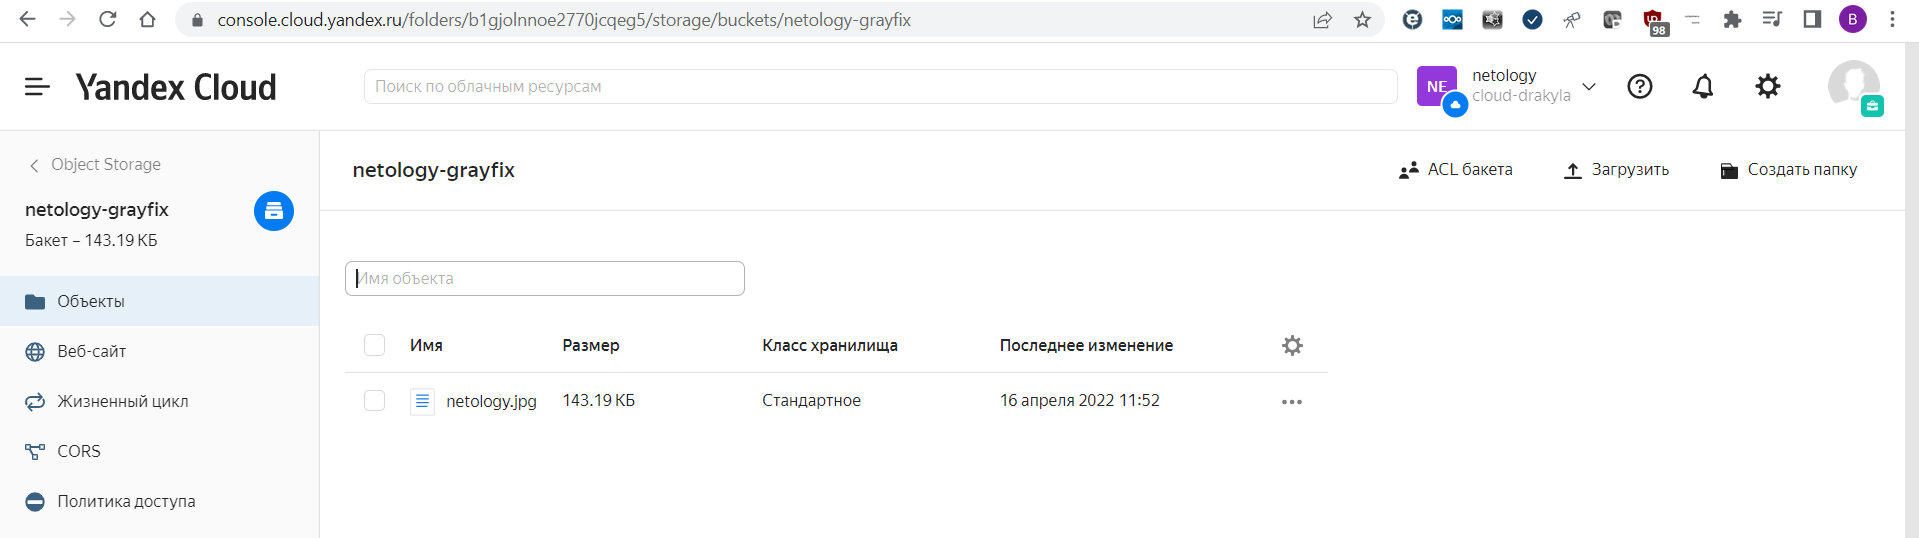 console.cloud.yandex.ru/folders/b1gjolnnoe2770jcqeg5/storage/buckets/netology-grayfix
98
B
Yandex Cloud
Поиск по облачным ресурсам
NE
netology
cloud-drakyla
Object Storage
netology-grayfix
Бакет – 143.19 КБ
Объекты
Веб-сайт
Жизненный цикл
CORS
Политика доступа
netology-grayfix
ACL бакета
Загрузить
Создать папку
Имя объекта
Имя Размер Класс хранилища Последнее изменение
netology.jpg 143.19 КБ Стандартное 16 апреля 2022 11:52